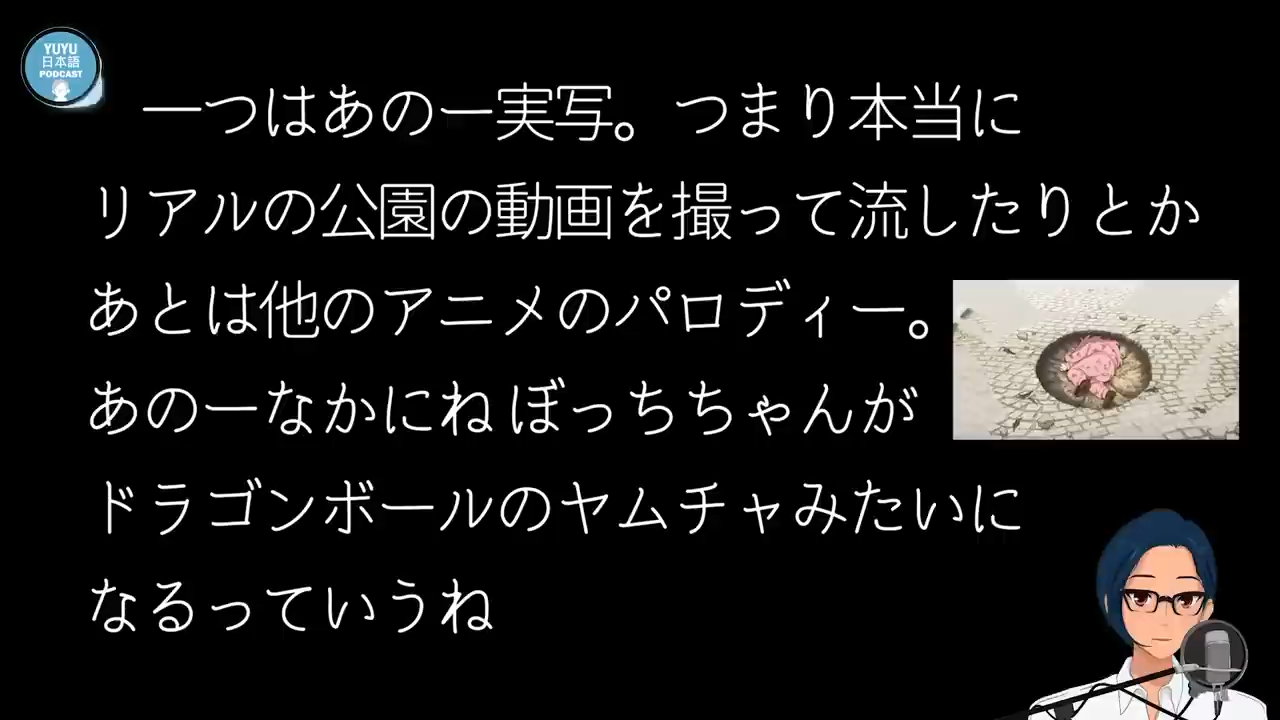 YUYU
日本語
PODCAST
一つはあのー実写。つまり本当に
リアルの公園の動画を撮って流したりとか
あとは他のアニメのパロディー。
あのーなかにね ぼっちちゃんが
ドラゴンボールのヤムチャみたいに
なるっていうね